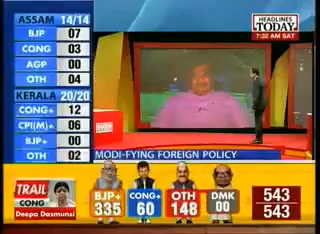 ASSAM 14/14
BJP 07
CONG 03
AGP 00
OTH 04
KERALA 20/20
CONG+ 12
CPI(M)+ 06
BJP+ 00
OTH 02
HEADLINES
TODAY
7:32 AM SAT
MODI-FYING FOREIGN POLICY
TRAIL
CONG
Deepa Dasmunsi
BJP+ 335
CONG+ 60
OTH 148
DMK 00
543
543